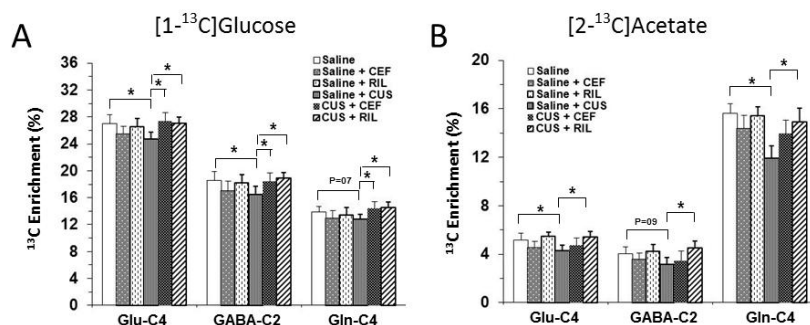 [1-¹³C]Glucose
A
36
32
28
24
20
16
12
8
4
0
¹³C Enrichment (%)
Saline
Saline + CEF
Saline + RIL
Saline + CUS
CUS + CEF
CUS + RIL
*
*
*
*
*
*
P=07
*
*
Glu-C4
GABA-C2
Gln-C4
[2-¹³C]Acetate
B
20
16
12
8
4
0
¹³C Enrichment (%)
Saline
Saline + CEF
Saline + RIL
Saline + CUS
CUS + CEF
CUS + RIL
*
*
P=09
*
*
*
Glu-C4
GABA-C2
Gln-C4